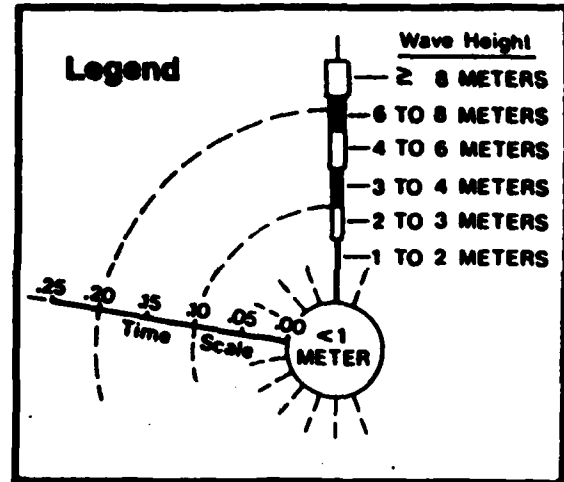 Legend
Wave Height
≥ 8 METERS
6 TO 8 METERS
4 TO 6 METERS
3 TO 4 METERS
2 TO 3 METERS
1 TO 2 METERS
.25 .20 .15 .10 .05 .00
Time Scale
<1
METER